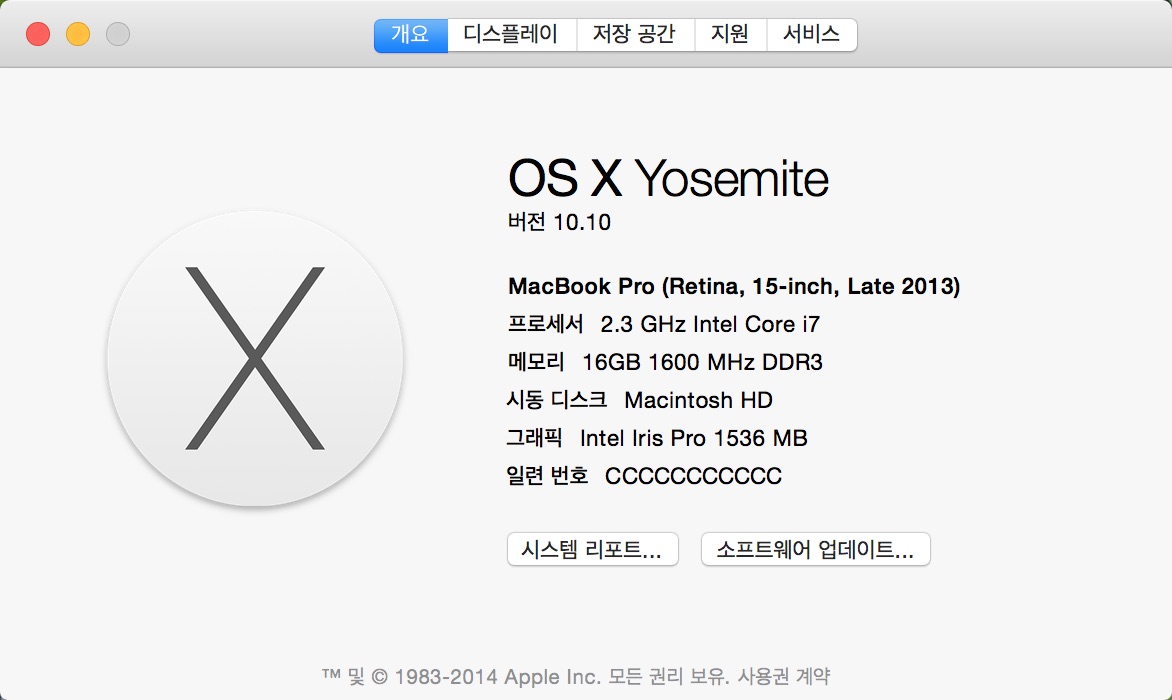 개요 디스플레이 저장 공간 지원 서비스
OS X Yosemite
버전 10.10
MacBook Pro (Retina, 15-inch, Late 2013)
프로세서 2.3 GHz Intel Core i7
메모리 16GB 1600 MHz DDR3
시동 디스크 Macintosh HD
그래픽 Intel Iris Pro 1536 MB
일련 번호 CCCCCCCCCCC
시스템 리포트... 소프트웨어 업데이트...
™ 및 © 1983-2014 Apple Inc. 모든 권리 보유. 사용권 계약